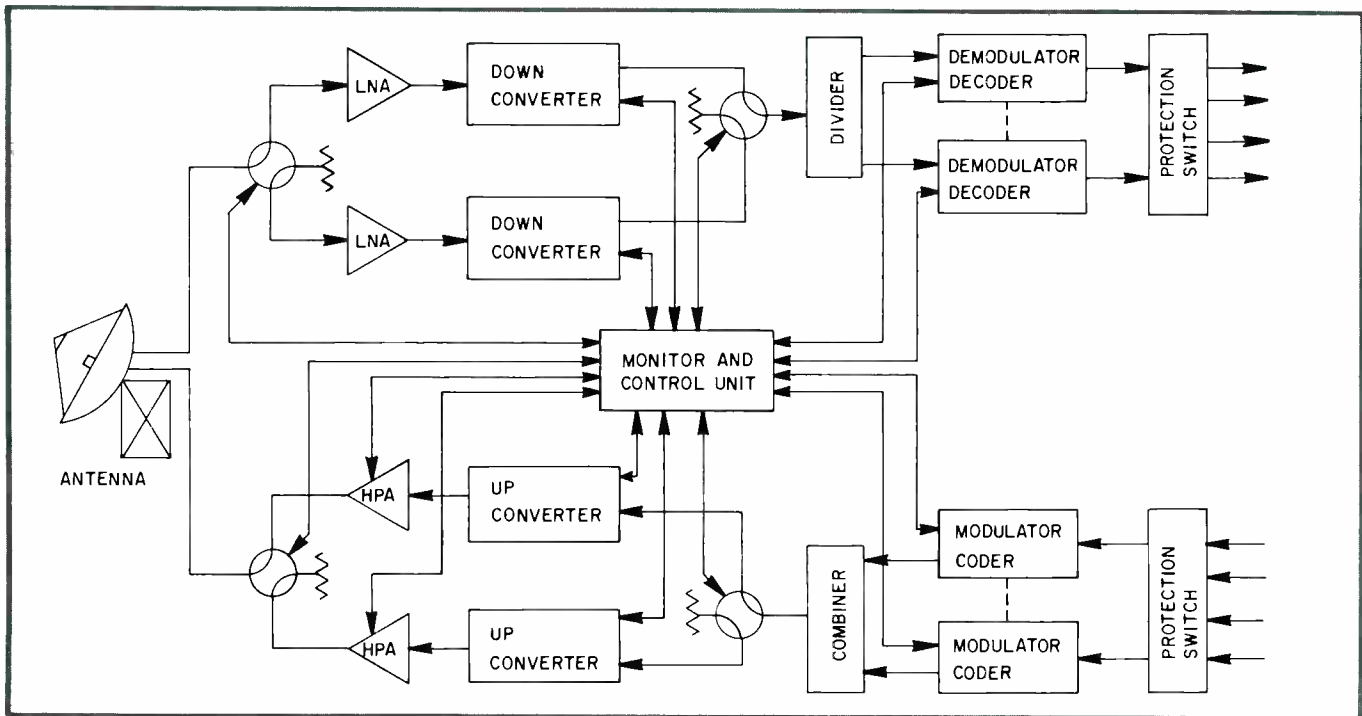 LNA
DOWN
CONVERTER
DIVIDER
DEMODULATOR
DECODER
DEMODULATOR
DECODER
PROTECTION
SWITCH
LNA
DOWN
CONVERTER
MONITOR AND
CONTROL UNIT
ANTENNA
HPA
UP
CONVERTER
HPA
UP
CONVERTER
COMBINER
MODULATOR
CODER
MODULATOR
CODER
PROTECTION
SWITCH